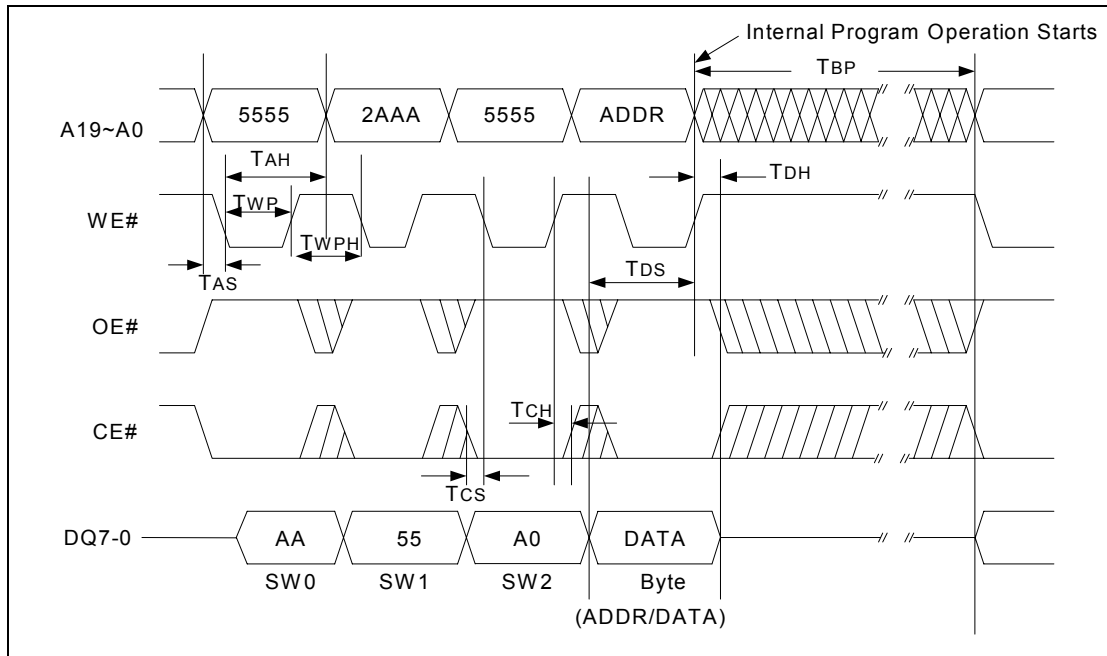 Internal Program Operation Starts
TBP
A19~A0
5555
2AAA
5555
ADDR
TAH
TDH
WE#
TWP
TWPH
TAS
TDS
OE#
CE#
TCH
TCS
DQ7-0
AA
55
A0
DATA
SW0
SW1
SW2
Byte
(ADDR/DATA)